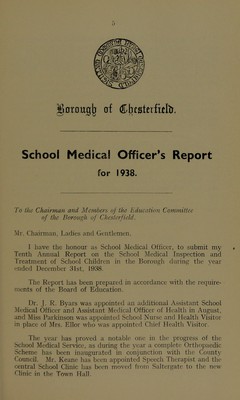 Borough of Chesterfield.
School Medical Officer's Report
for 1938.
To the Chairman and Members of the Education Committee
of the Borough of Chesterfield.
Mr. Chairman, Ladies and Gentlemen,
I have the honour as School Medical Officer, to submit my
Tenth Annual Report on the School Medical Inspection and
Treatment of School Children in the Borough during the year
ended December 31st, 1938.
The Report has been prepared in accordance with the require-
ments of the Board of Education.
Dr. J. R. Byars was appointed an additional Assistant School
Medical Officer and Assistant Medical Officer of Health in August,
and Miss Parkinson was appointed School Nurse and Health Visitor
in place of Mrs. Ellor who was appointed Chief Health Visitor.
The year has proved a notable one in the progress of the
School Medical Service, as during the year a complete Orthopaedic
Scheme has been inaugurated in conjunction with the County
Council. Mr. Keane has been appointed Speech Therapist and the
central School Clinic has been moved from Saltergate to the new
Clinic in the Town Hall.